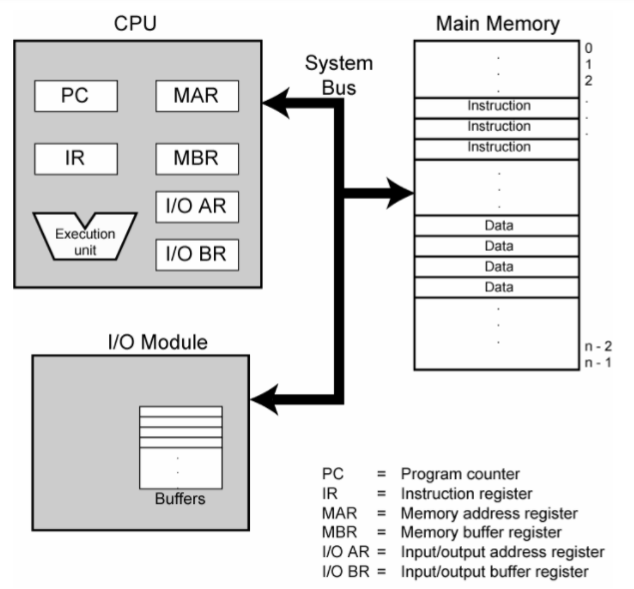 CPU
PC
MAR
IR
MBR
I/O AR
Execution
unit
I/O BR
System
Bus
Main Memory
0
1
2
.
.
.
.
.
.
Instruction
Instruction
Instruction
.
.
.
Data
Data
Data
Data
.
.
.
n - 2
n - 1
I/O Module
.
.
.
Buffers
PC = Program counter
IR = Instruction register
MAR = Memory address register
MBR = Memory buffer register
I/O AR = Input/output address register
I/O BR = Input/output buffer register